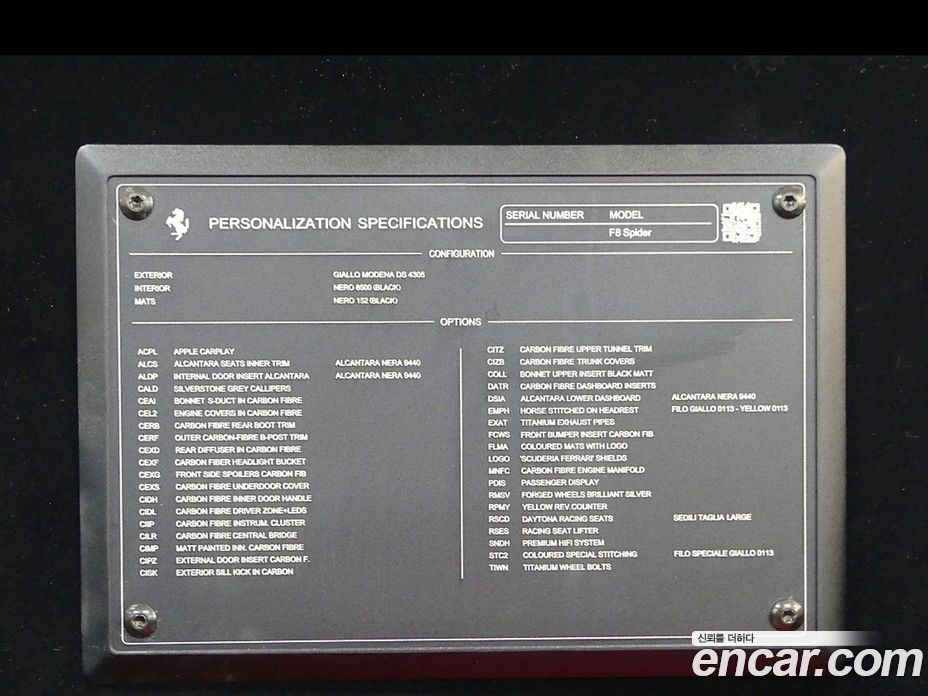 PERSONALIZATION SPECIFICATIONS
SERIAL NUMBER MODEL
F8 Spider
CONFIGURATION
EXTERIOR GIALLO MODENA DS 4305
INTERIOR NERO 8500 (BLACK)
MATS NERO 152 (BLACK)
OPTIONS
ACPL APPLE CARPLAY
ALCS ALCANTARA SEATS INNER TRIM ALCANTARA NERA 9440
ALDP INTERNAL DOOR INSERT ALCANTARA ALCANTARA NERA 9440
CALD SILVERSTONE GREY CALLIPERS
CEAI BONNET S-DUCT IN CARBON FIBRE
CEL2 ENGINE COVERS IN CARBON FIBRE
CERB CARBON FIBRE REAR BOOT TRIM
CERF OUTER CARBON-FIBRE B-POST TRIM
CEXD REAR DIFFUSER IN CARBON FIBRE
CEXF CARBON FIBER HEADLIGHT BUCKET
CEXG FRONT SIDE SPOILERS CARBON FIB
CEXS CARBON FIBRE UNDERDOOR COVER
CIDH CARBON FIBRE INNER DOOR HANDLE
CIDL CARBON FIBRE DRIVER ZONE+LEDS
CIIP CARBON FIBRE INSTRUM. CLUSTER
CILR CARBON FIBRE CENTRAL BRIDGE
CIMP MATT PAINTED INN. CARBON FIBRE
CIPZ EXTERNAL DOOR INSERT CARBON F.
CISK EXTERIOR SILL KICK IN CARBON
CITZ CARBON FIBRE UPPER TUNNEL TRIM
CIZB CARBON FIBRE TRUNK COVERS
COLL BONNET UPPER INSERT BLACK MATT
DATR CARBON FIBRE DASHBOARD INSERTS
DSIA ALCANTARA LOWER DASHBOARD ALCANTARA NERA 9440
EMPH HORSE STITCHED ON HEADREST FILO GIALLO 0113 - YELLOW 0113
EXAT TITANIUM EXHAUST PIPES
FCWS FRONT BUMPER INSERT CARBON FIB
FLMA COLOURED MATS WITH LOGO
LOGO 'SCUDERIA FERRARI' SHIELDS
MNFC CARBON FIBRE ENGINE MANIFOLD
PDIS PASSENGER DISPLAY
RMSV FORGED WHEELS BRILLIANT SILVER
RPMY YELLOW REV.COUNTER
RSCD DAYTONA RACING SEATS SEDILI TAGLIA LARGE
RSES RACING SEAT LIFTER
SNDH PREMIUM HIFI SYSTEM
STC2 COLOURED SPECIAL STITCHING FILO SPECIALE GIALLO 0113
TIWN TITANIUM WHEEL BOLTS
신뢰를 더하다
encar.com